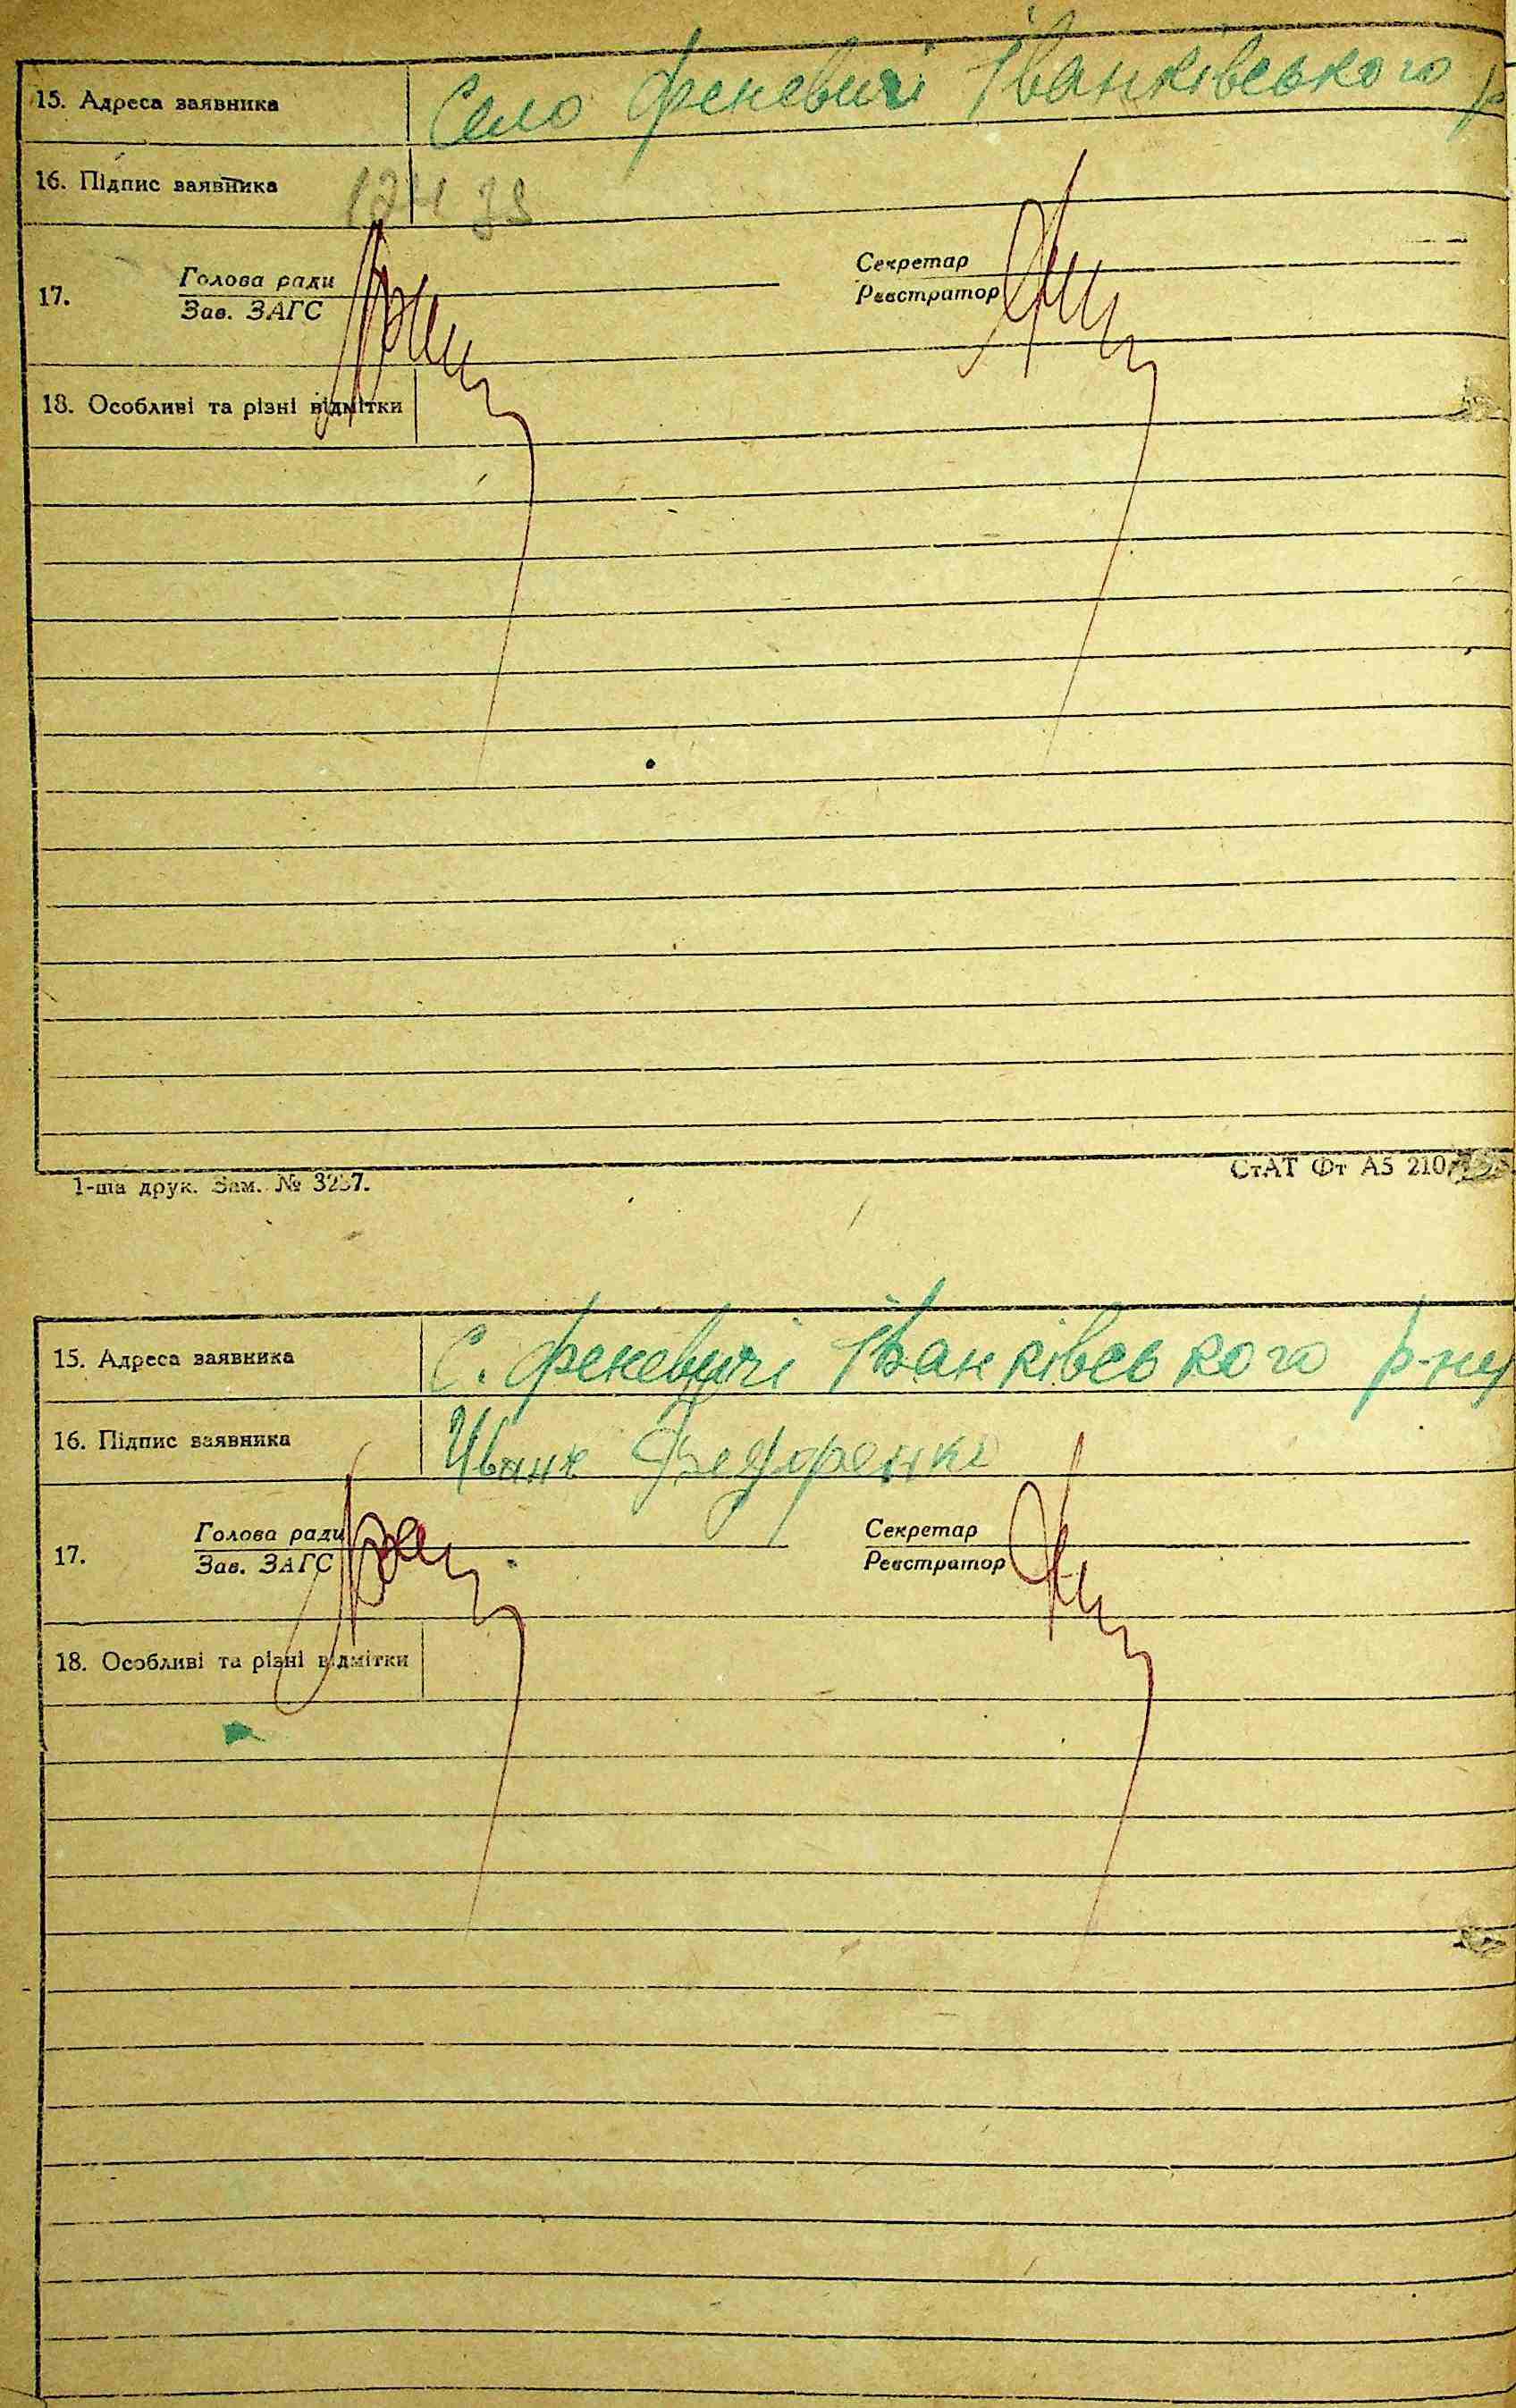 15. Адреса заявника Село Феневичі Іванківського р
16. Підпис заявника
17. Голова ради Секретар
Зав. ЗАГС Реєстратор
18. Особливі та різні відмітки
1-ша друк. Зам. № СтАТ Фт А5 210
15. Адреса заявника С. Феневичі Іванківського р-ну
16. Підпис заявника
17. Голова ради Секретар
Зав. ЗАГС Реєстратор
18. Особливі та різні відмітки